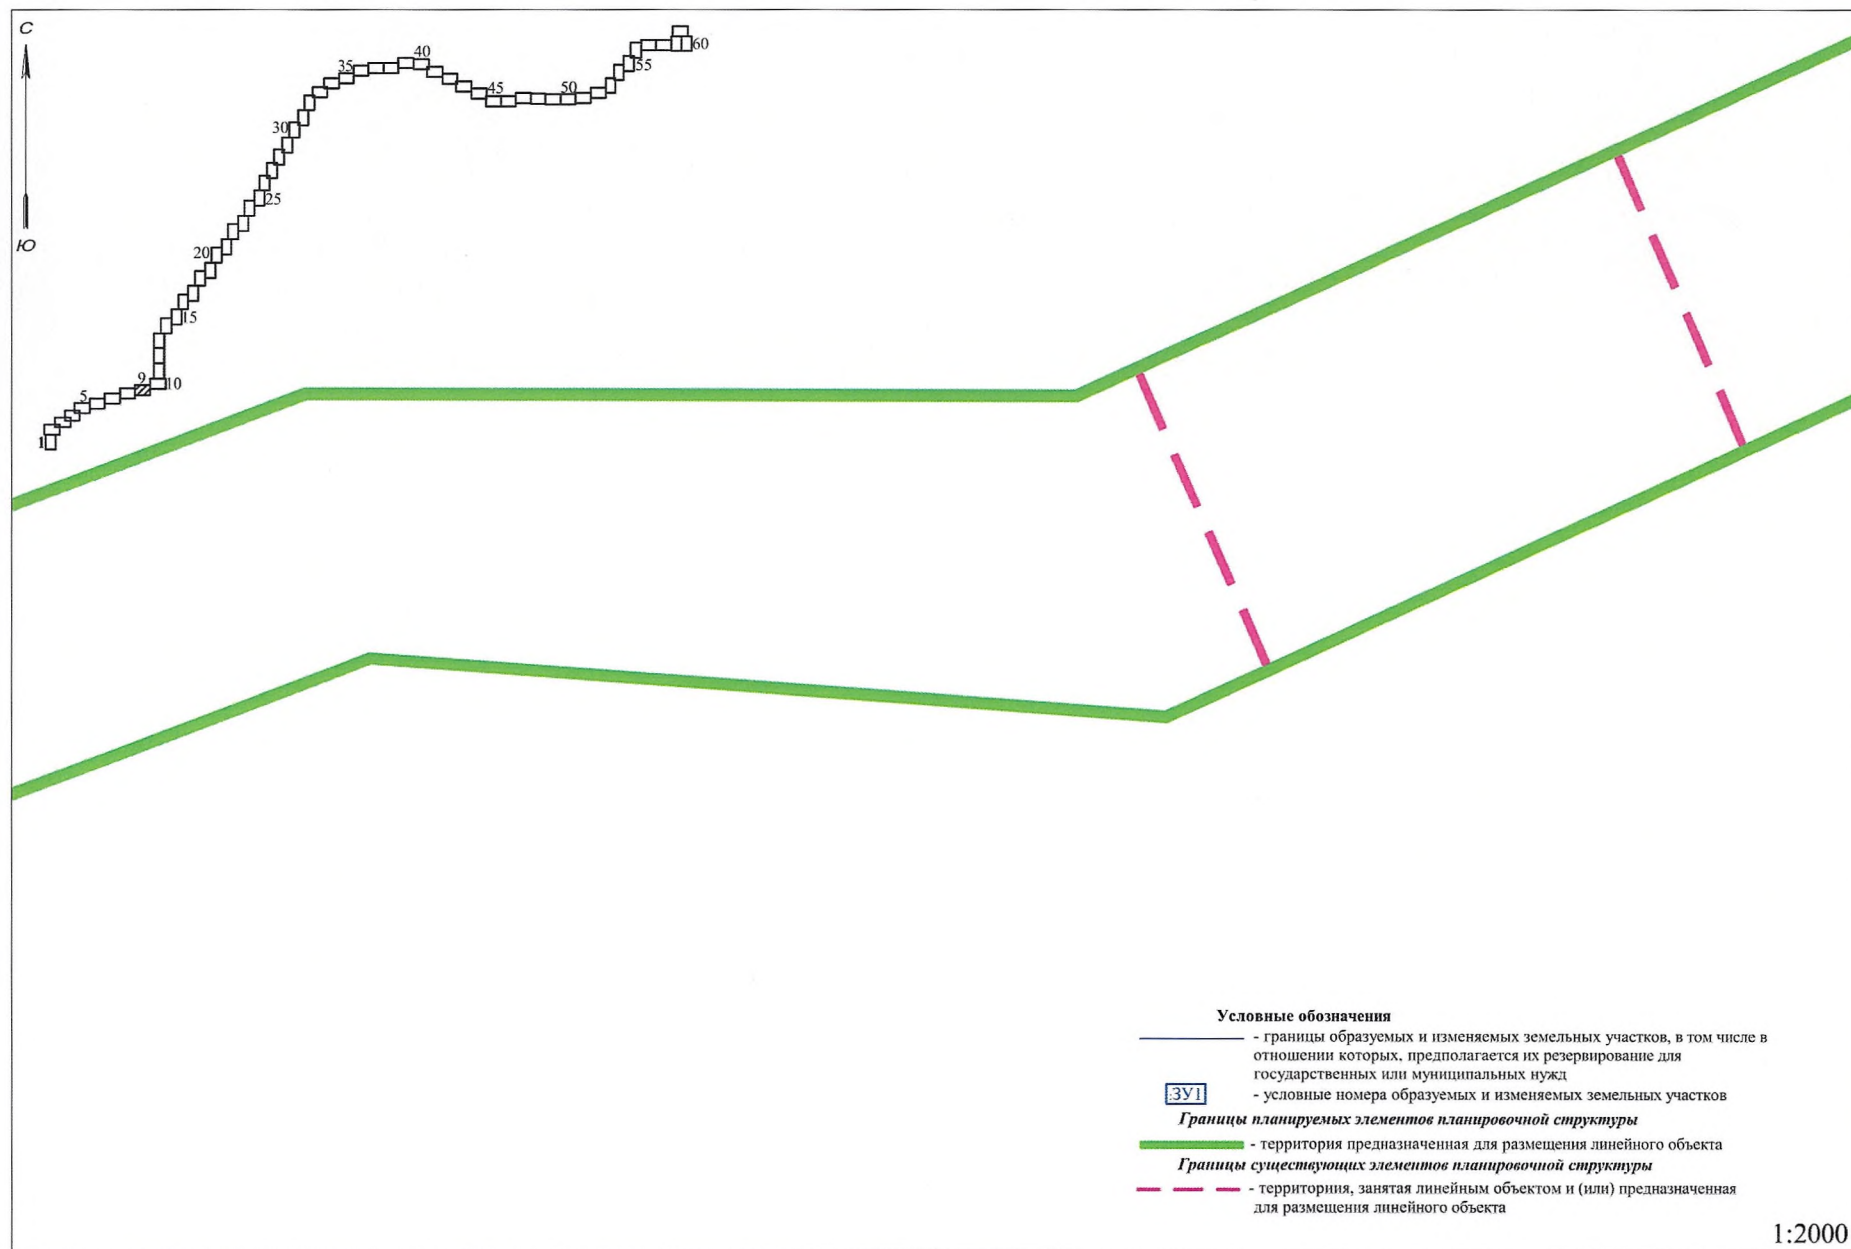 С
Ю
1
5
9
10
15
20
25
30
35
40
45
50
55
60
Условные обозначения
- границы образуемых и изменяемых земельных участков, в том числе в
отношении которых, предполагается их резервирование для
государственных или муниципальных нужд
:ЗУ1 - условные номера образуемых и изменяемых земельных участков
Границы планируемых элементов планировочной структуры
- территория предназначенная для размещения линейного объекта
Границы существующих элементов планировочной структуры
- территориия, занятая линейным объектом и (или) предназначенная
для размещения линейного объекта
1:2000